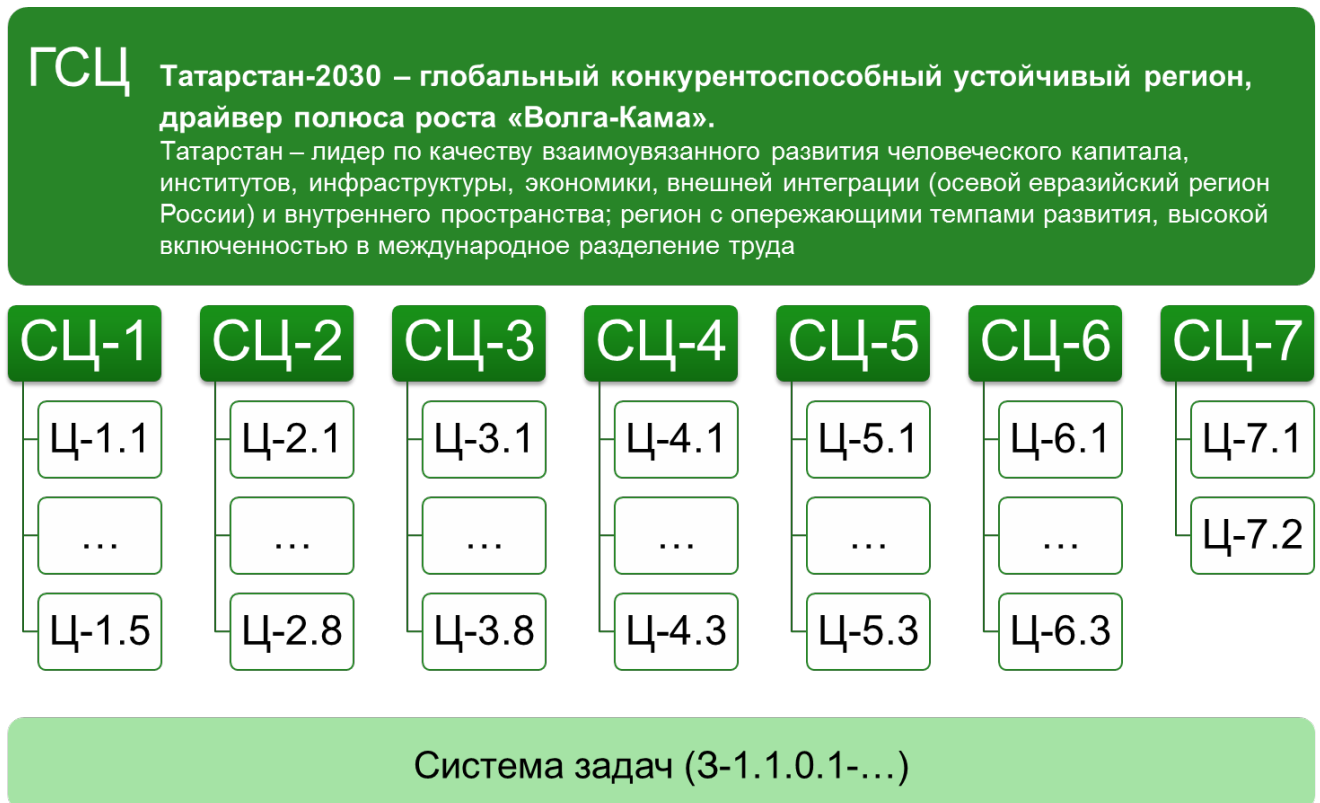 ГСЦ
Татарстан-2030 – глобальный конкурентоспособный устойчивый регион,
драйвер полюса роста «Волга-Кама».
Татарстан – лидер по качеству взаимоувязанного развития человеческого капитала,
институтов, инфраструктуры, экономики, внешней интеграции (осевой евразийский регион
России) и внутреннего пространства; регион с опережающими темпами развития, высокой
включенностью в международное разделение труда
СЦ-1 СЦ-2 СЦ-3 СЦ-4 СЦ-5 СЦ-6 СЦ-7
Ц-1.1 Ц-2.1 Ц-3.1 Ц-4.1 Ц-5.1 Ц-6.1 Ц-7.1
… … … … … … Ц-7.2
Ц-1.5 Ц-2.8 Ц-3.8 Ц-4.3 Ц-5.3 Ц-6.3
Система задач (З-1.1.0.1-…)